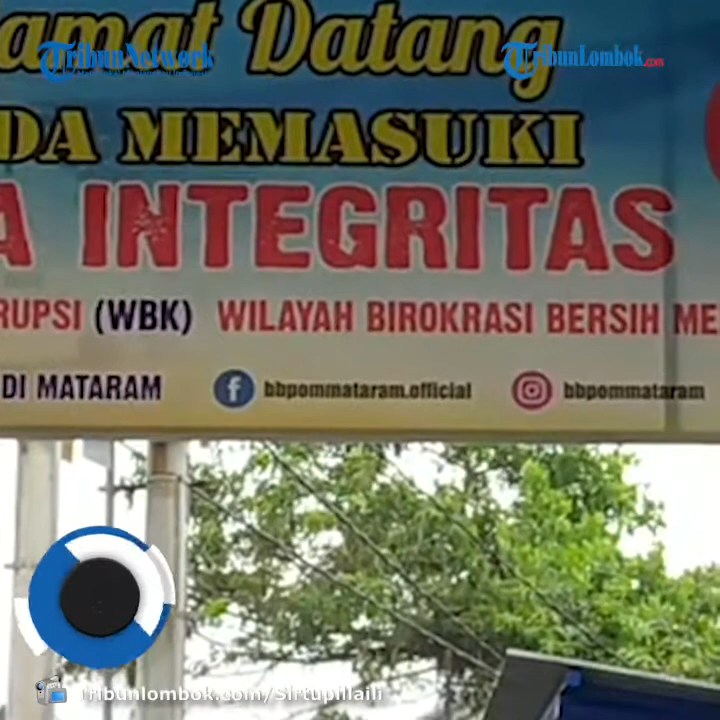 amat Datang
TribunNetwork
TribunLombok.com
DA MEMASUKI
A INTEGRITAS
RUPSI (WBK) WILAYAH BIROKRASI BERSIH ME
DI MATARAM
f bbpommataram.official
bbpommataram
Tribunlombok.com/Sirtupillaili